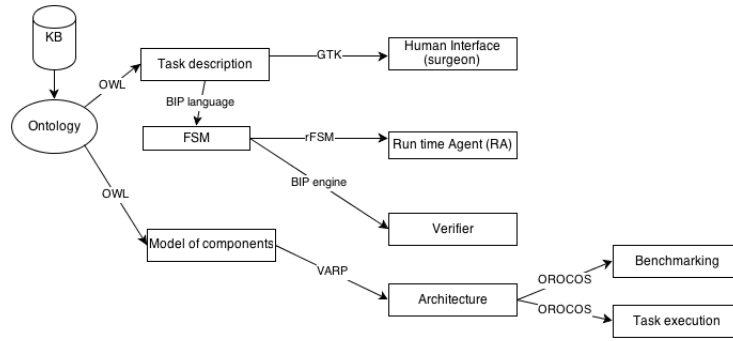 KB
Ontology
OWL
Task description
GTK
Human Interface
(surgeon)
BIP language
FSM
rFSM
Run time Agent (RA)
BIP engine
Verifier
OWL
Model of components
VARP
Architecture
OROCOS
Benchmarking
OROCOS
Task execution